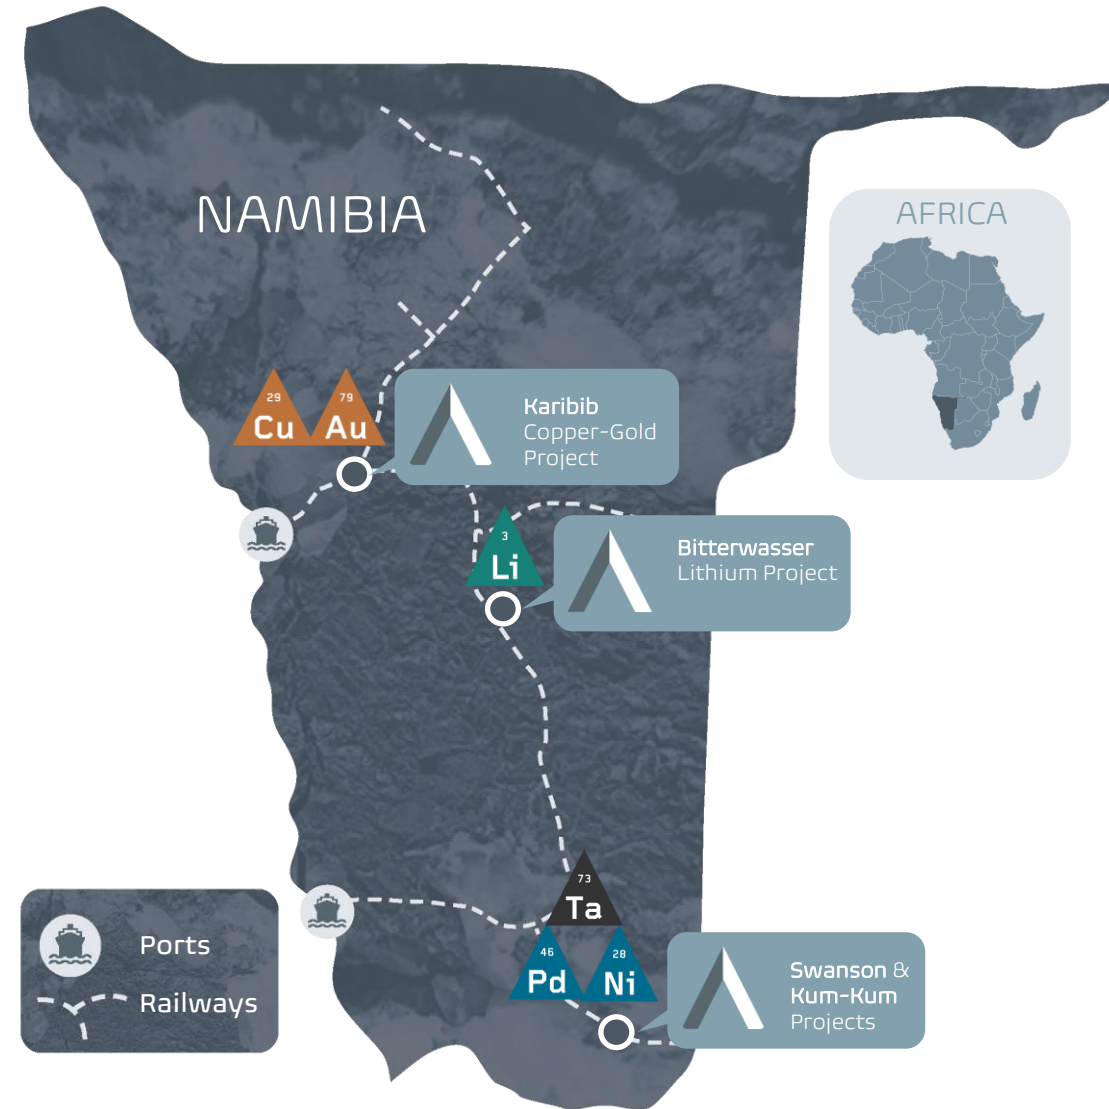 NAMIBIA
AFRICA
29
Cu
79
Au
Karibib
Copper-Gold
Project
3
Li
Bitterwasser
Lithium Project
73
Ta
46
Pd
28
Ni
Swanson &
Kum-Kum
Projects
Ports
Railways